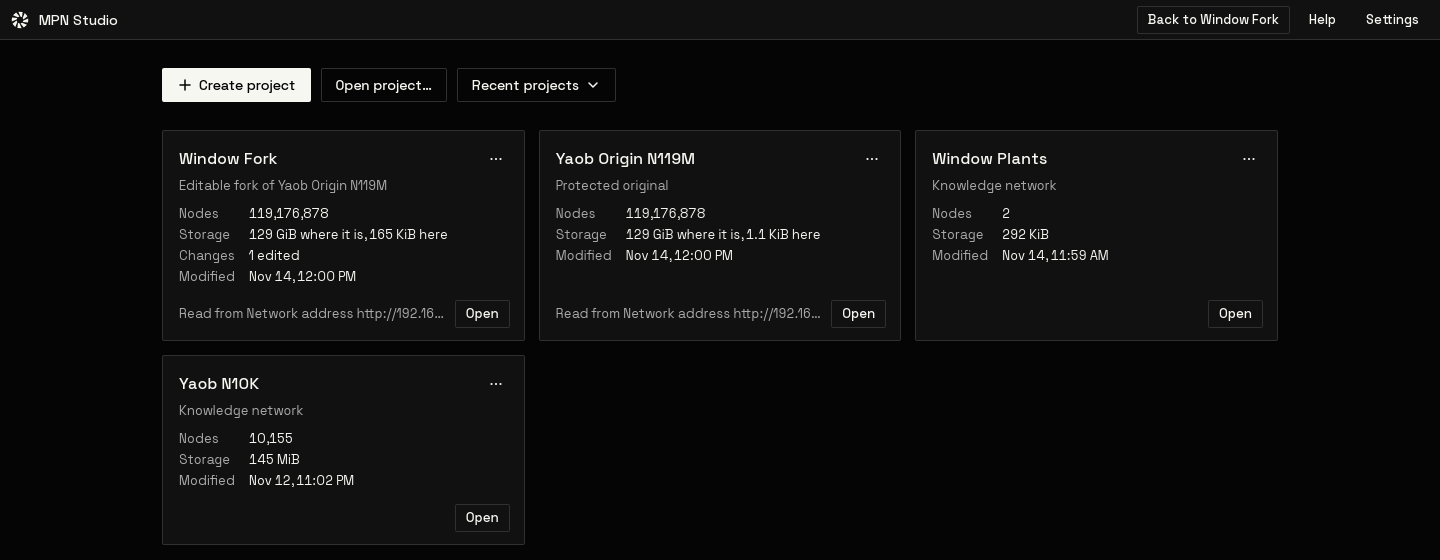 MPN Studio
Back to Window Fork
Help
Settings
Create project
Open project...
Recent projects
Window Fork
Editable fork of Yaob Origin N119M
Nodes 119,176,878
Storage 129 GiB where it is, 165 KiB here
Changes 1 edited
Modified Nov 14, 12:00 PM
Read from Network address http://192.16...
Open
Yaob Origin N119M
Protected original
Nodes 119,176,878
Storage 129 GiB where it is, 1.1 KiB here
Modified Nov 14, 12:00 PM
Read from Network address http://192.16...
Open
Window Plants
Knowledge network
Nodes 2
Storage 292 KiB
Modified Nov 14, 11:59 AM
Open
Yaob N10K
Knowledge network
Nodes 10,155
Storage 145 MiB
Modified Nov 12, 11:02 PM
Open